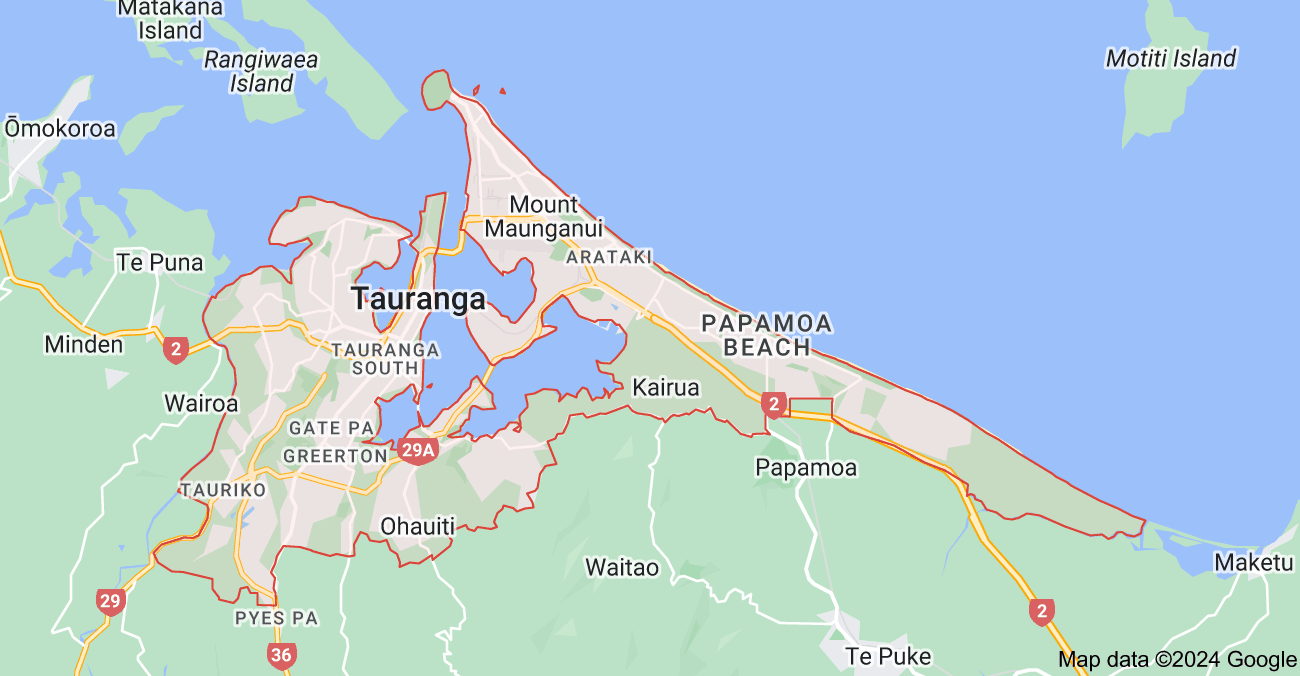 Matakana
Island
Rangiwaea
Island
Motiti Island
Ōmokoroa
Mount
Maunganui
ARATAKI
Te Puna
Tauranga
PAPAMOA
BEACH
Minden
2
TAURANGA
SOUTH
Kairua
Wairoa
2
GATE PA
GREERTON
29A
Papamoa
TAURIKO
Ohauiti
Waitao
Maketu
29
2
PYES PA
36
Te Puke
Map data ©2024 Google